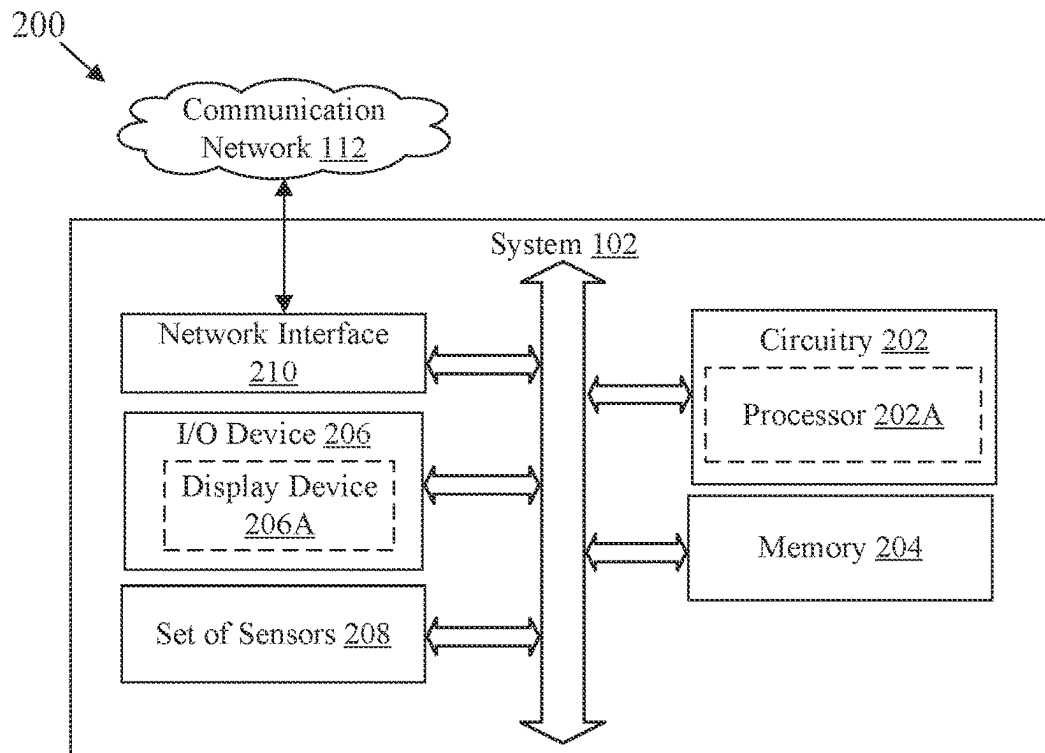 200
Communication
Network 112
System 102
Network Interface
210
I/O Device 206
Display Device
206A
Set of Sensors 208
Circuitry 202
Processor 202A
Memory 204